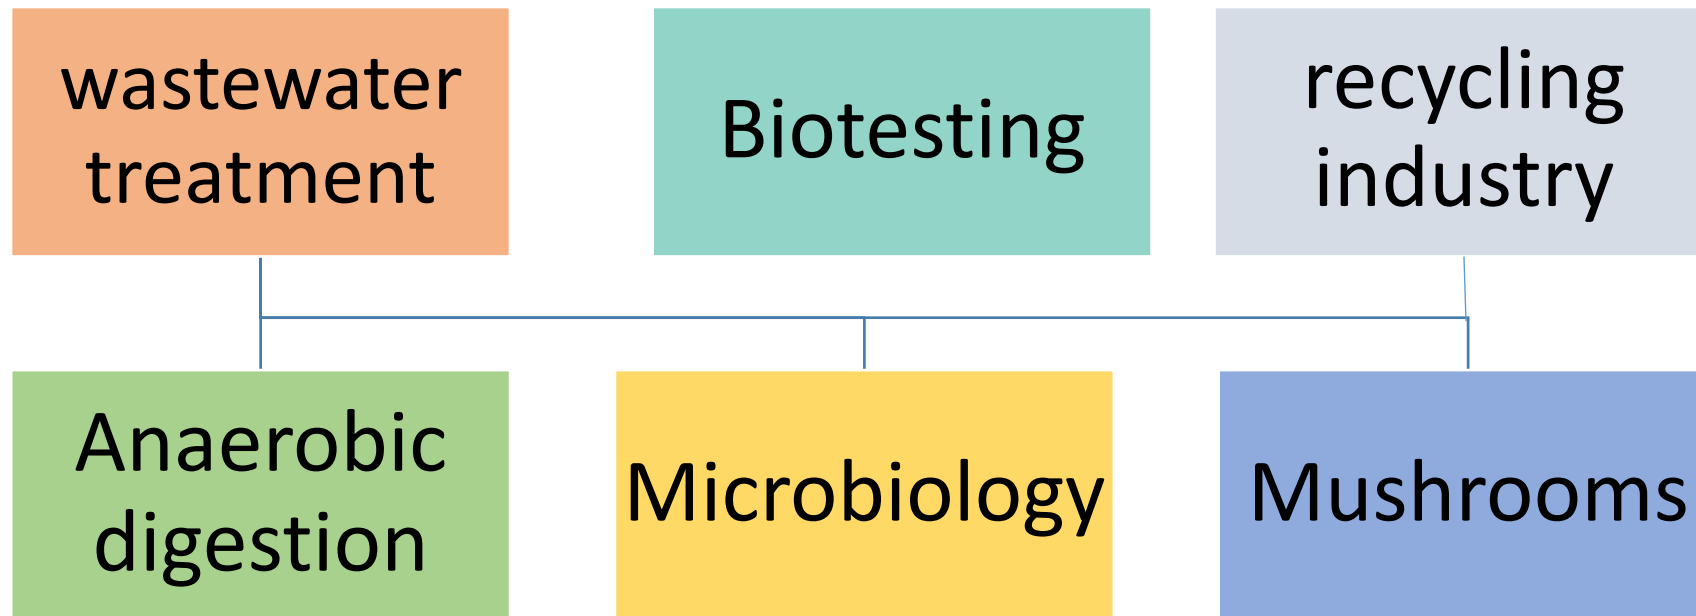 wastewater
treatment
Biotesting
recycling
industry
Anaerobic
digestion
Microbiology
Mushrooms